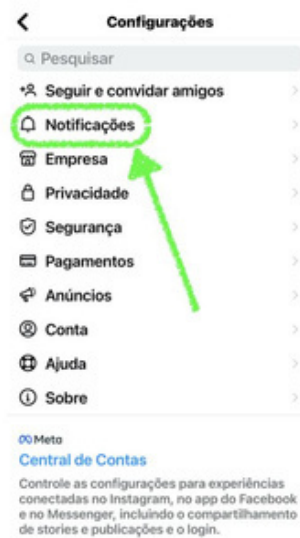 Configurações
Pesquisar
Seguir e convidar amigos
Notificações
Empresa
Privacidade
Segurança
Pagamentos
Anúncios
Conta
Ajuda
Sobre
Meta
Central de Contas
Controle as configurações para experiências
conectadas no Instagram, no app do Facebook
e no Messenger, incluindo o compartilhamento
de stories e publicações e o login.